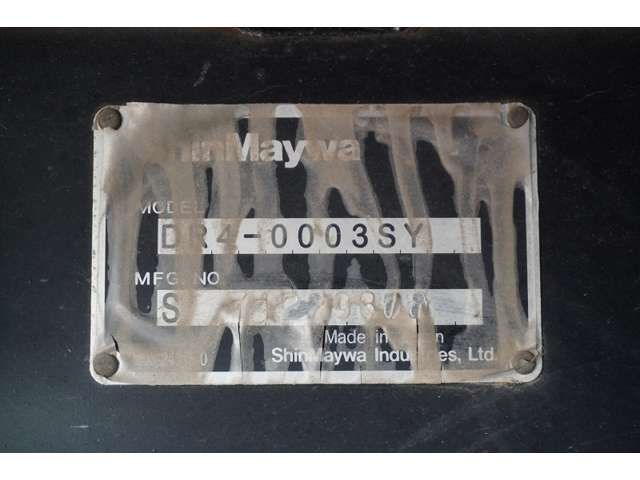 ShinMaywa
MODEL
DR4-0003SY
MFG. NO
S
Made in
ShinMaywa Industries, Ltd.